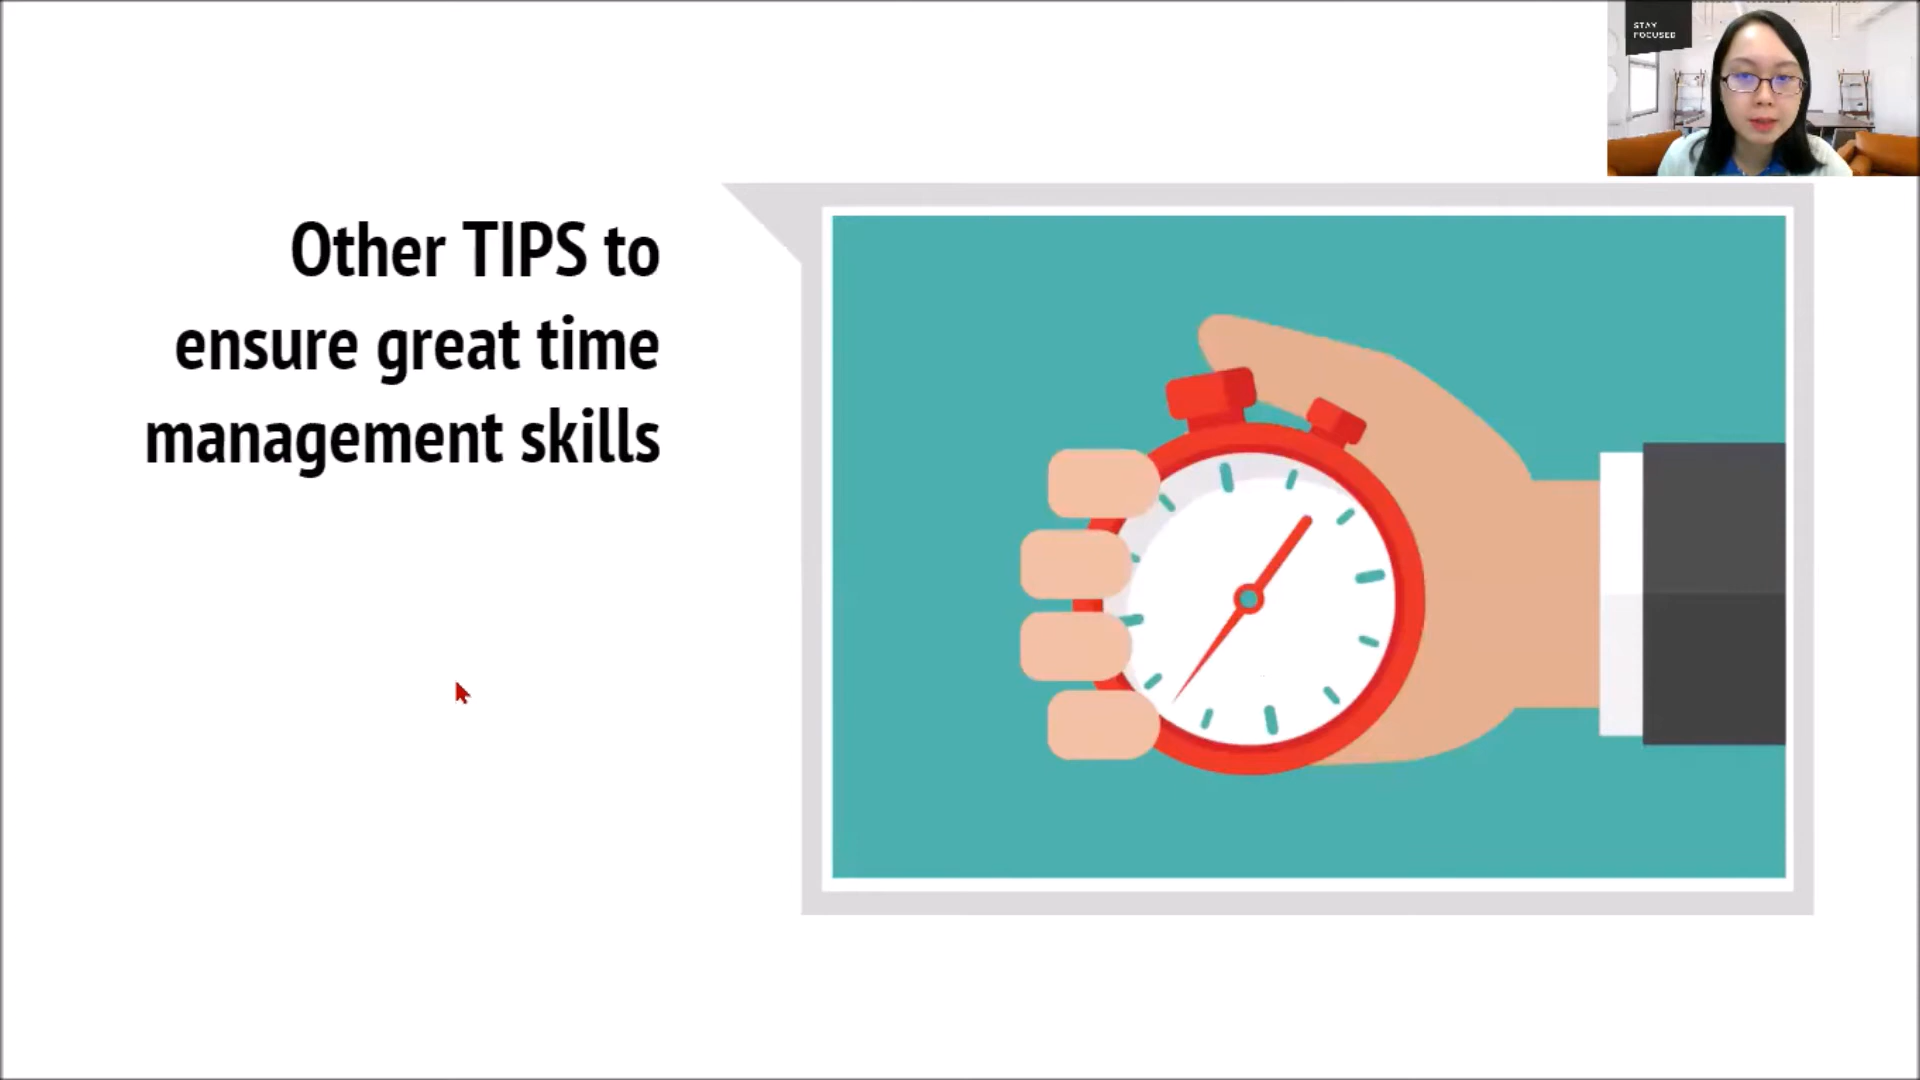 STAY
FOCUSED
Other TIPS to
ensure great time
management skills